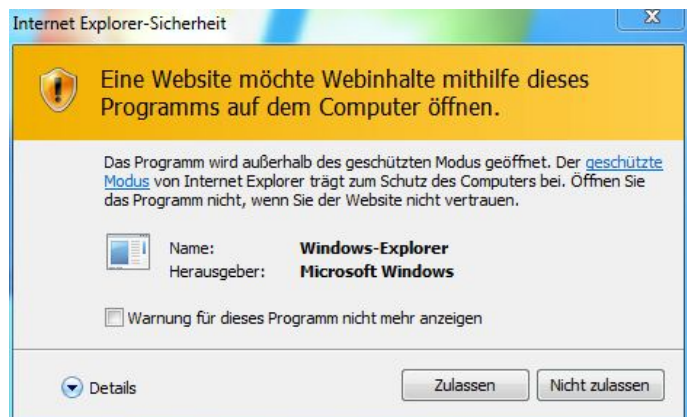 Internet Explorer-Sicherheit
Eine Website möchte Webinhalte mithilfe dieses
Programms auf dem Computer öffnen.
Das Programm wird außerhalb des geschützten Modus geöffnet. Der geschützte
Modus von Internet Explorer trägt zum Schutz des Computers bei. Öffnen Sie
das Programm nicht, wenn Sie der Website nicht vertrauen.
Name: Windows-Explorer
Herausgeber: Microsoft Windows
Warnung für dieses Programm nicht mehr anzeigen
Details Zulassen Nicht zulassen